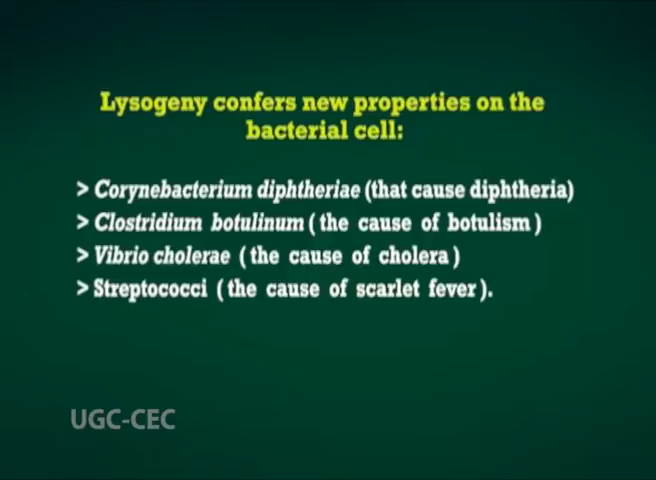 Lysogeny confers new properties on the
bacterial cell:
> Corynebacterium diphtheriae (that cause diphtheria)
> Clostridium botulinum ( the cause of botulism )
> Vibrio cholerae ( the cause of cholera )
> Streptococci ( the cause of scarlet fever ).
UGC-CEC